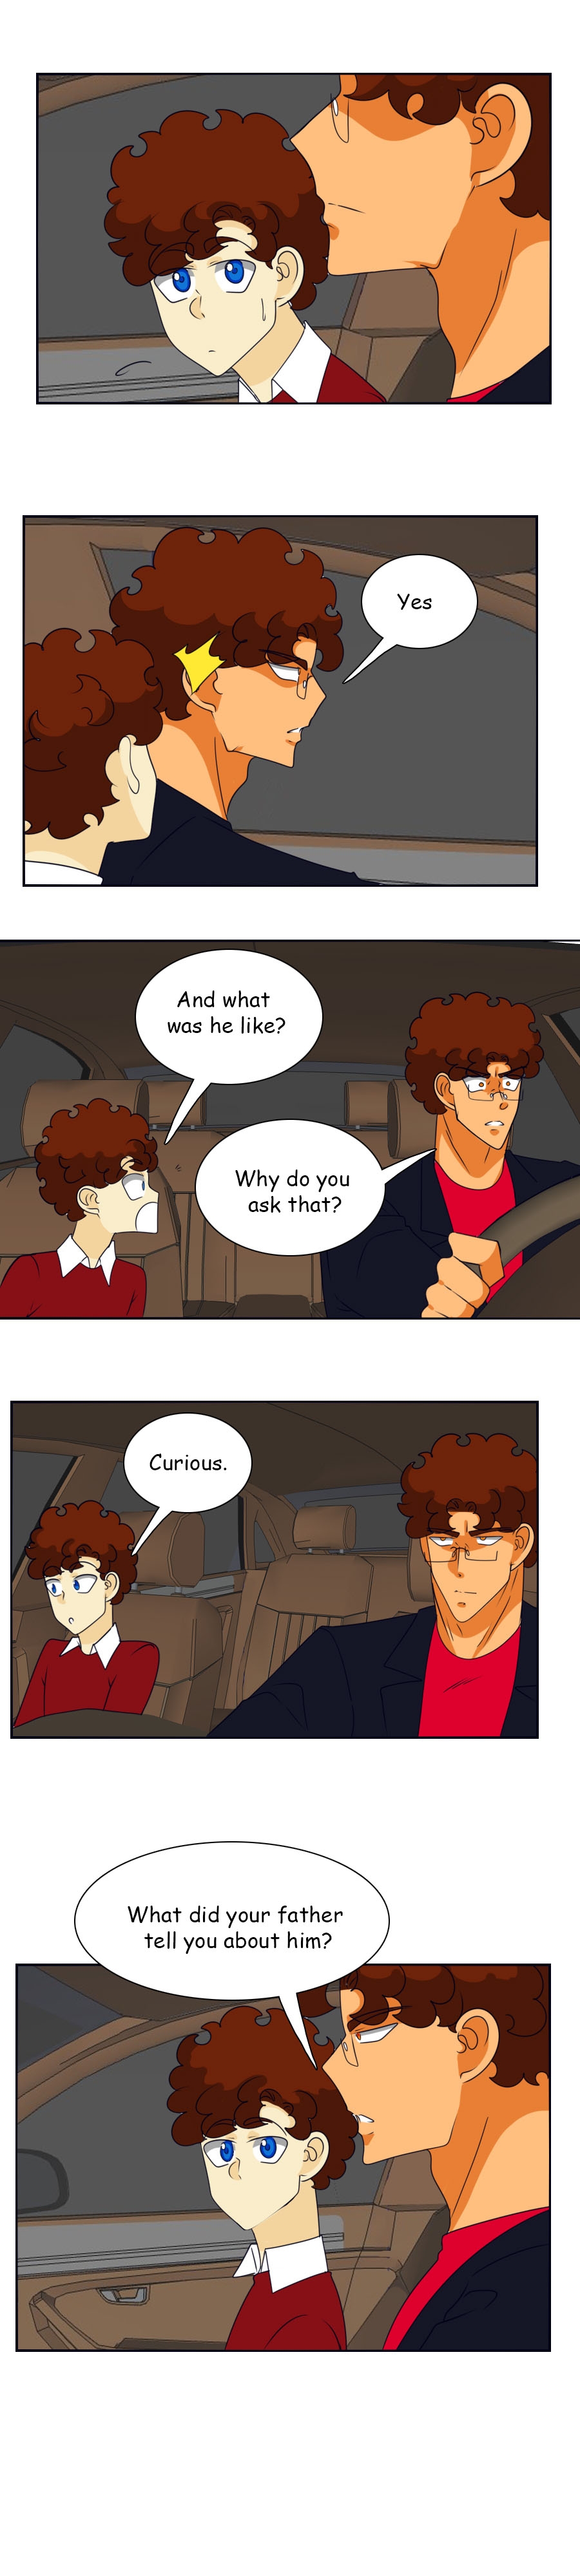 Yes
And what
was he like?
Why do you
ask that?
Curious.
What did your father
tell you about him?